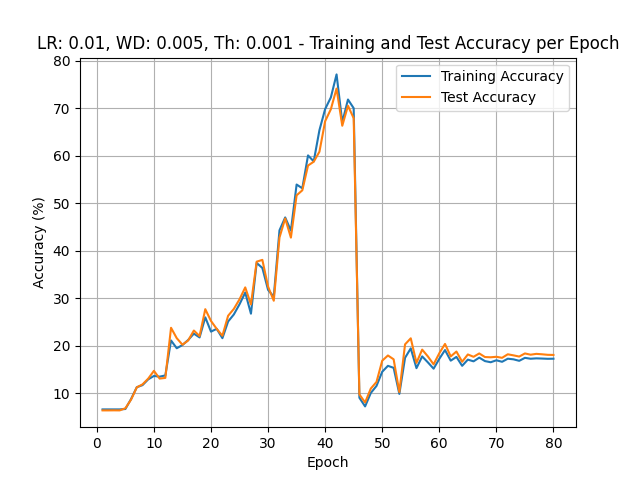 LR: 0.01, WD: 0.005, Th: 0.001 - Training and Test Accuracy per Epoch
Training Accuracy
Test Accuracy
80
70
60
50
40
30
20
10
Accuracy (%)
0 10 20 30 40 50 60 70 80
Epoch